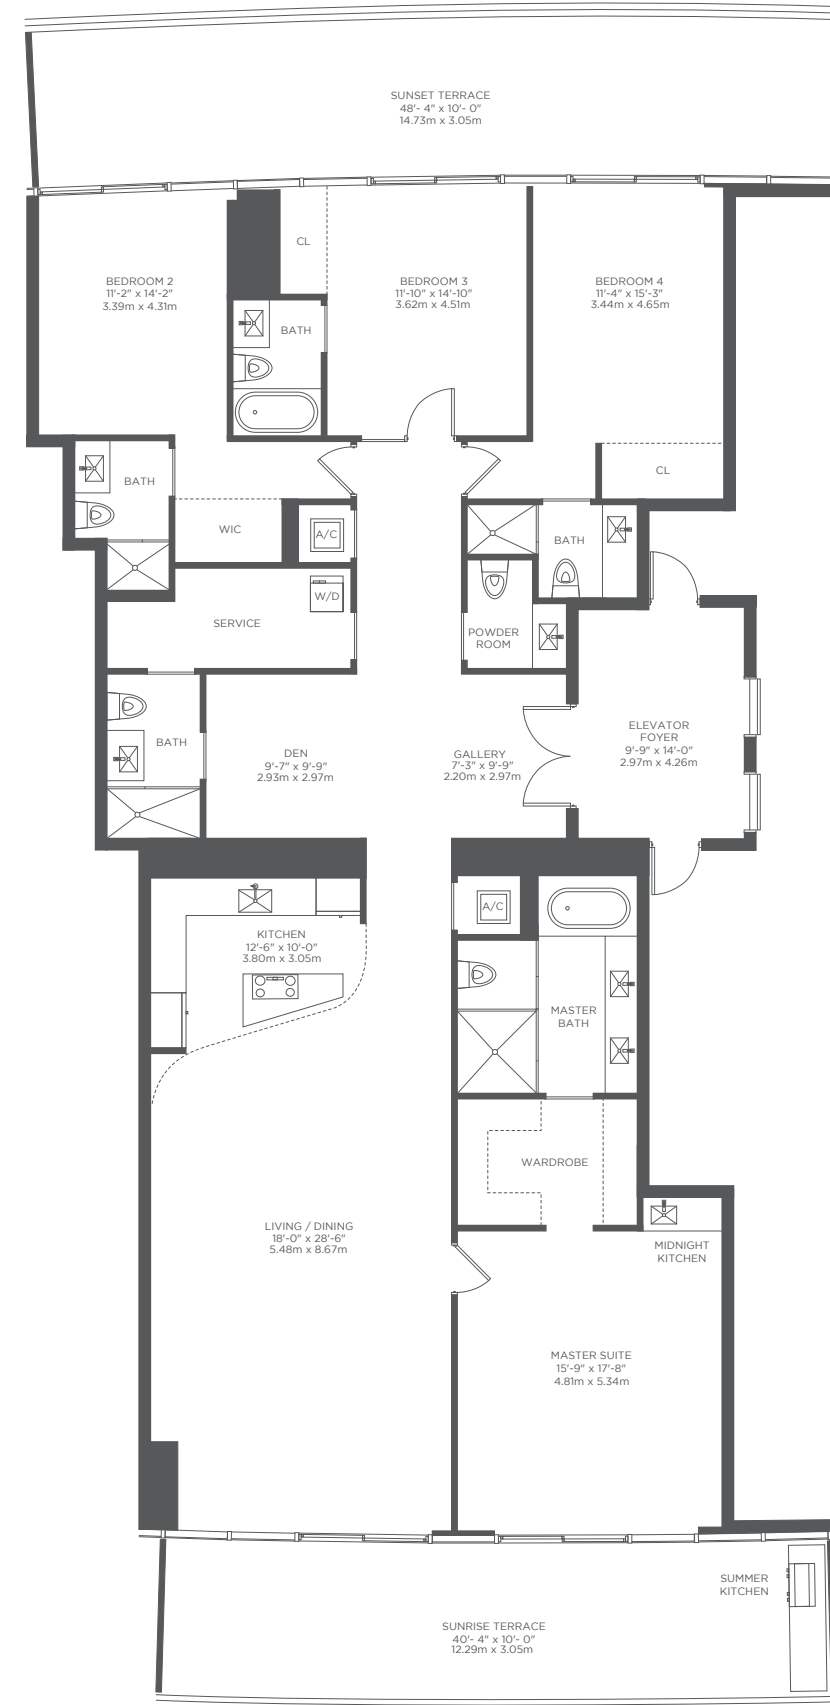 SUNSET TERRACE
48'- 4" x 10'- 0"
14.73m x 3.05m
CL
BEDROOM 2
11'-2" x 14'-2"
3.39m x 4.31m
BEDROOM 3
11'-10" x 14'-10"
3.62m x 4.51m
BEDROOM 4
11'-4" x 15'-3"
3.44m x 4.65m
BATH
CL
BATH
WIC
A/C
BATH
W/D
SERVICE
POWDER
ROOM
BATH
DEN
9'-7" x 9'-9"
2.93m x 2.97m
GALLERY
7'-3" x 9'-9"
2.20m x 2.97m
ELEVATOR
FOYER
9'-9" x 14'-0"
2.97m x 4.26m
A/C
KITCHEN
12'-6" x 10'-0"
3.80m x 3.05m
MASTER
BATH
WARDROBE
LIVING / DINING
18'-0" x 28'-6"
5.48m x 8.67m
MIDNIGHT
KITCHEN
MASTER SUITE
15'-9" x 17'-8"
4.81m x 5.34m
SUMMER
KITCHEN
SUNRISE TERRACE
40'- 4" x 10'- 0"
12.29m x 3.05m